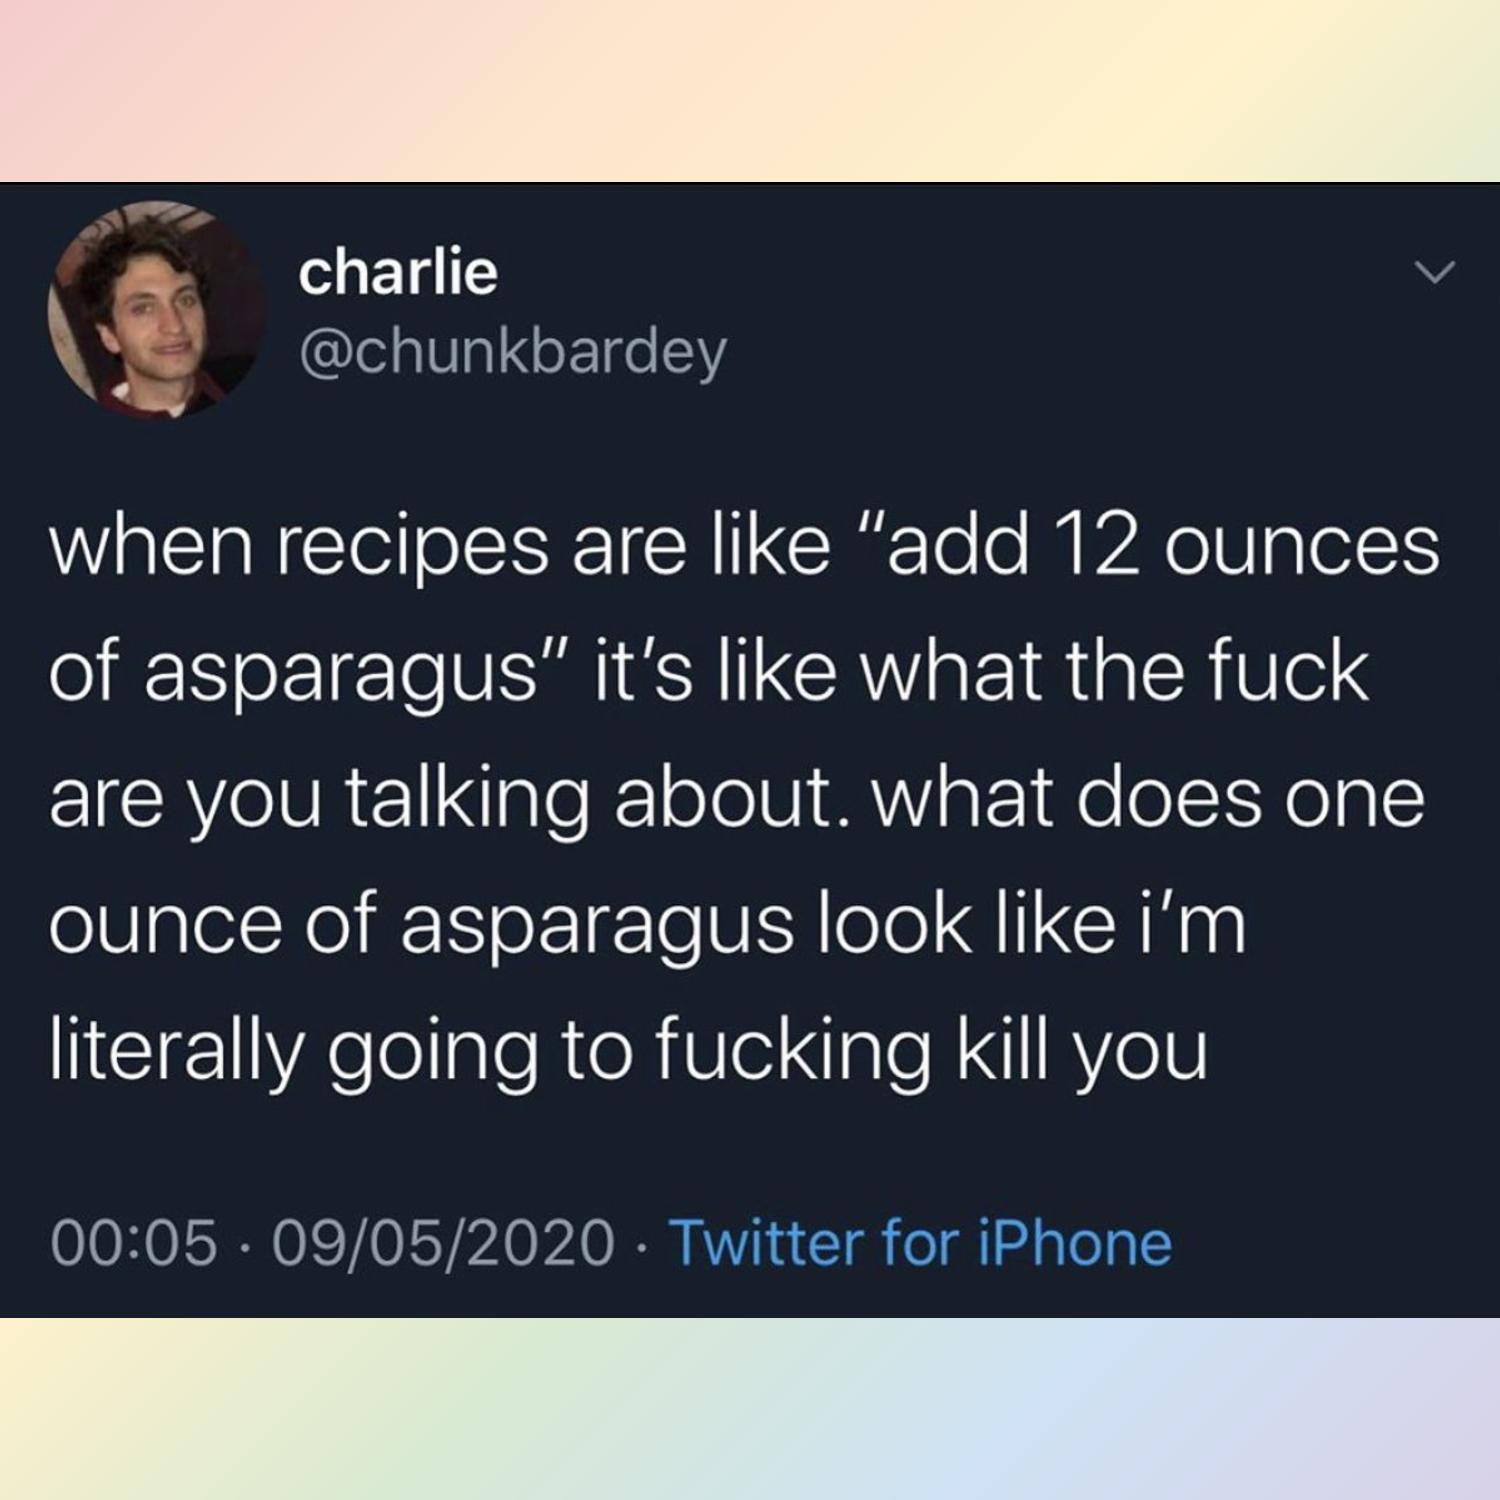 charlie
@chunkbardey
when recipes are like “add 12 ounces
of asparagus” it’s like what the fuck
are you talking about. what does one
ounce of asparagus look like i’m
literally going to fucking kill you
00:05 · 09/05/2020 · Twitter for iPhone